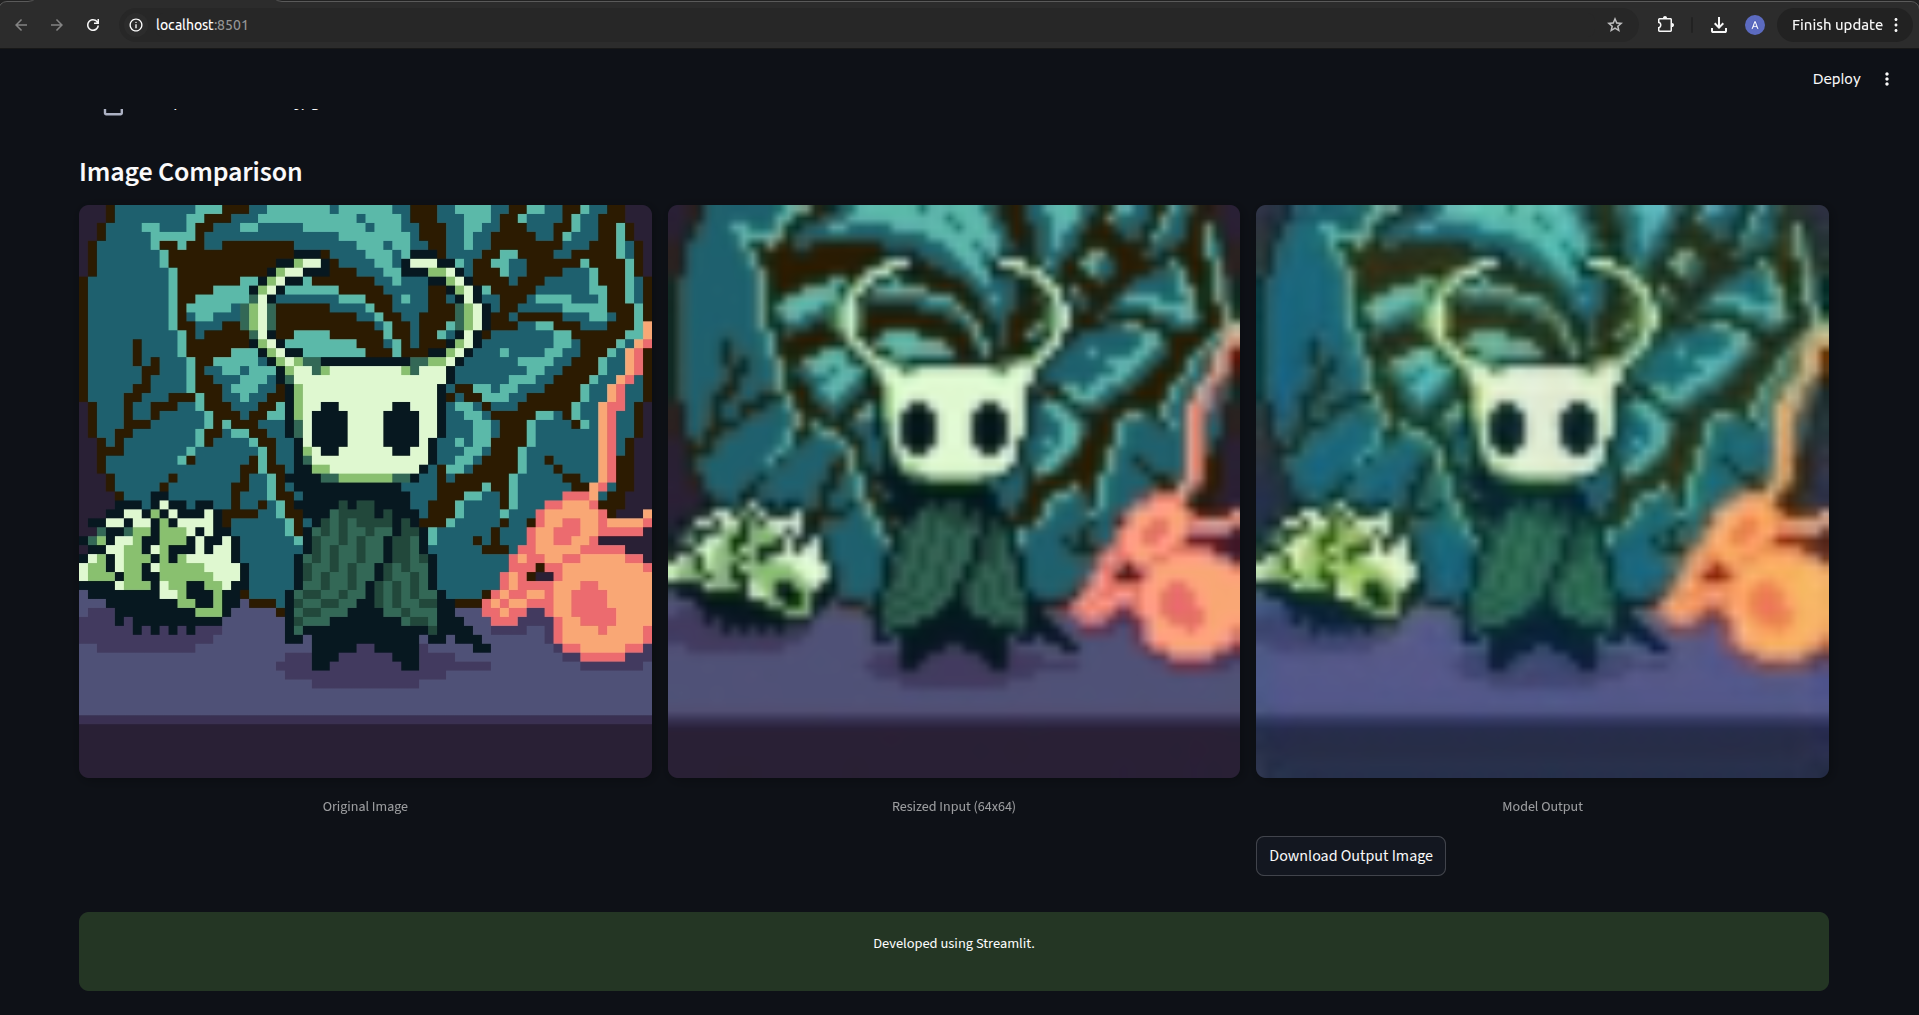 localhost:8501
A
Finish update
Deploy
Image Comparison
Original Image
Resized Input (64x64)
Model Output
Download Output Image
Developed using Streamlit.